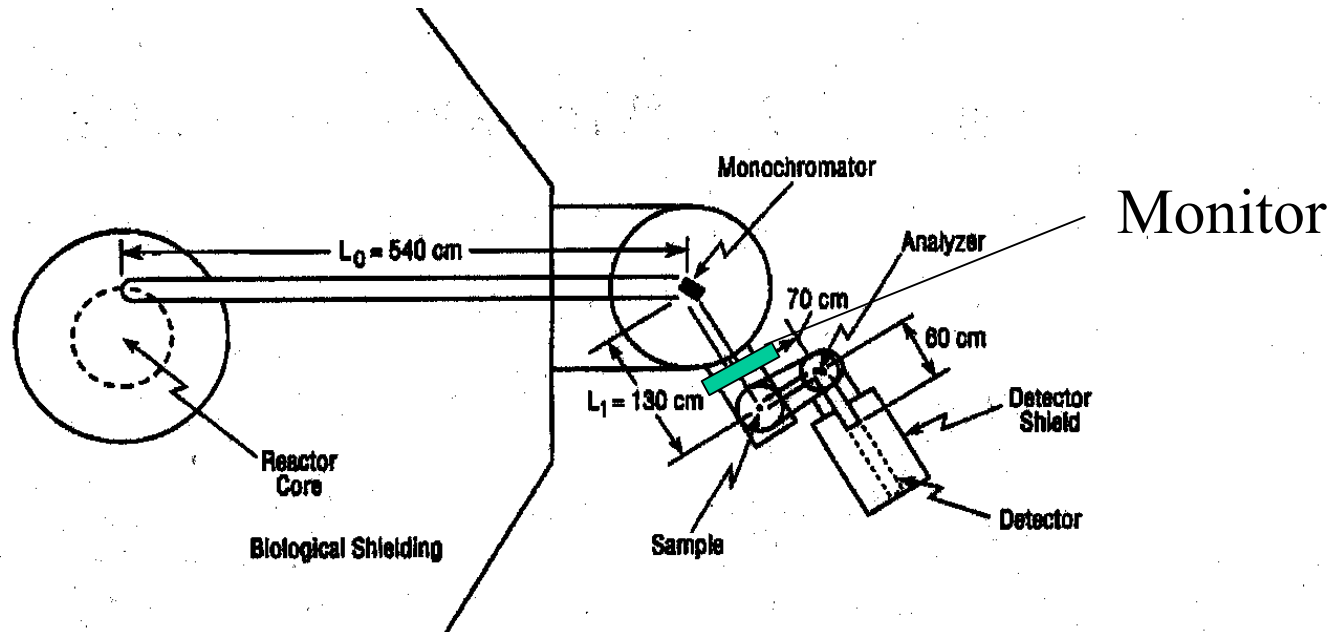 Monochromator
Monitor
Analyzer
L0 = 540 cm
70 cm
60 cm
L1 = 130 cm
Detector
Shield
Reactor
Core
Detector
Sample
Biological Shielding